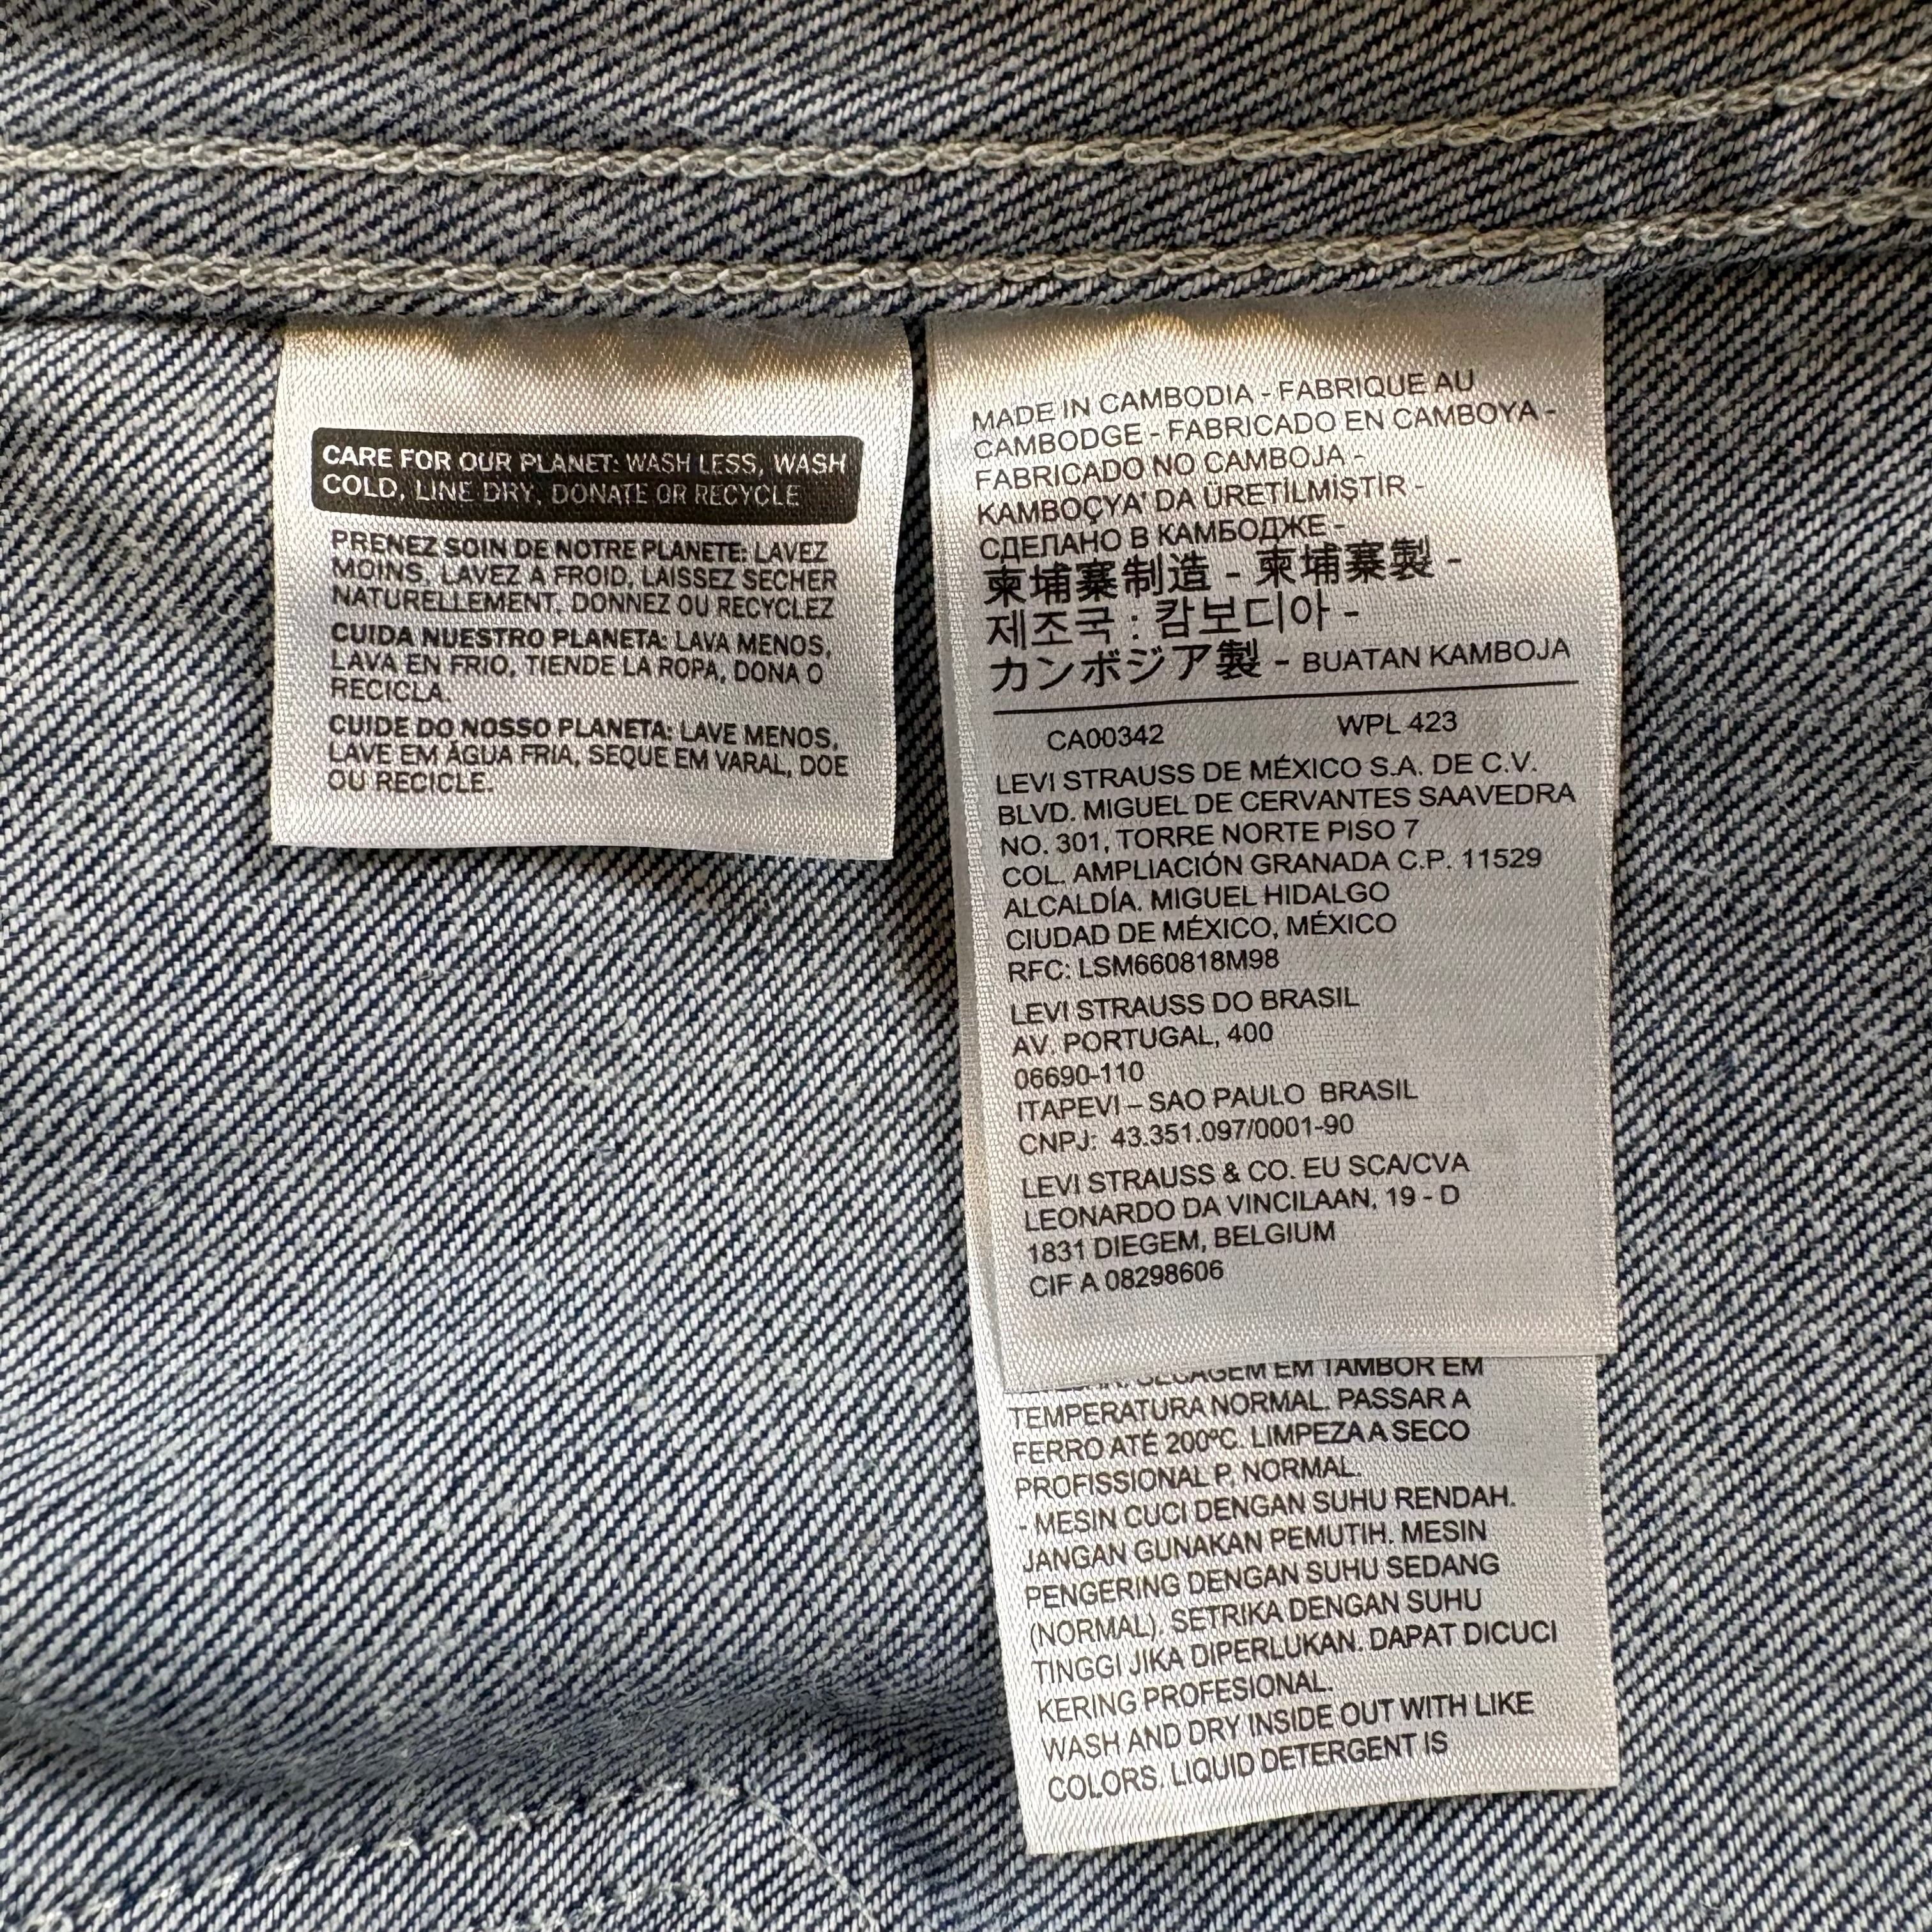 CARE FOR OUR PLANET: WASH LESS, WASH
COLD, LINE DRY, DONATE OR RECYCLE
PRENEZ SOIN DE NOTRE PLANETE: LAVEZ
MOINS, LAVEZ A FROID, LAISSEZ SECHER
NATURELLEMENT, DONNEZ OU RECYCLEZ
CUIDA NUESTRO PLANETA: LAVA MENOS,
LAVA EN FRIO, TIENDE LA ROPA, DONA O
RECICLA.
CUIDE DO NOSSO PLANETA: LAVE MENOS,
LAVE EM ÁGUA FRIA, SEQUE EM VARAL, DOE
OU RECICLE.
MADE IN CAMBODIA - FABRIQUE AU
CAMBODGE - FABRICADO EN CAMBOYA -
FABRICADO NO CAMBOJA -
KAMBOÇYA' DA ÜRETİLMİŞTİR -
СДЕЛАНО В КАМБОДЖЕ -
柬埔寨制造 - 柬埔寨製 -
제조국 : 캄보디아 -
カンボジア製 - BUATAN KAMBOJA
CA00342 WPL 423
LEVI STRAUSS DE MÉXICO S.A. DE C.V.
BLVD. MIGUEL DE CERVANTES SAAVEDRA
NO. 301, TORRE NORTE PISO 7
COL. AMPLIACIÓN GRANADA C.P. 11529
ALCALDÍA. MIGUEL HIDALGO
CIUDAD DE MÉXICO, MÉXICO
RFC: LSM660818M98
LEVI STRAUSS DO BRASIL
AV. PORTUGAL, 400
06690-110
ITAPEVI – SAO PAULO BRASIL
CNPJ: 43.351.097/0001-90
LEVI STRAUSS & CO. EU SCA/CVA
LEONARDO DA VINCILAAN, 19 - D
1831 DIEGEM, BELGIUM
CIF A 08298606
EM TAMBOR EM
TEMPERATURA NORMAL. PASSAR A
FERRO ATÉ 200ºC. LIMPEZA A SECO
PROFISSIONAL P, NORMAL.
- MESIN CUCI DENGAN SUHU RENDAH.
JANGAN GUNAKAN PEMUTIH. MESIN
PENGERING DENGAN SUHU SEDANG
(NORMAL). SETRIKA DENGAN SUHU
TINGGI JIKA DIPERLUKAN. DAPAT DICUCI
KERING PROFESIONAL.
WASH AND DRY INSIDE OUT WITH LIKE
COLORS. LIQUID DETERGENT IS